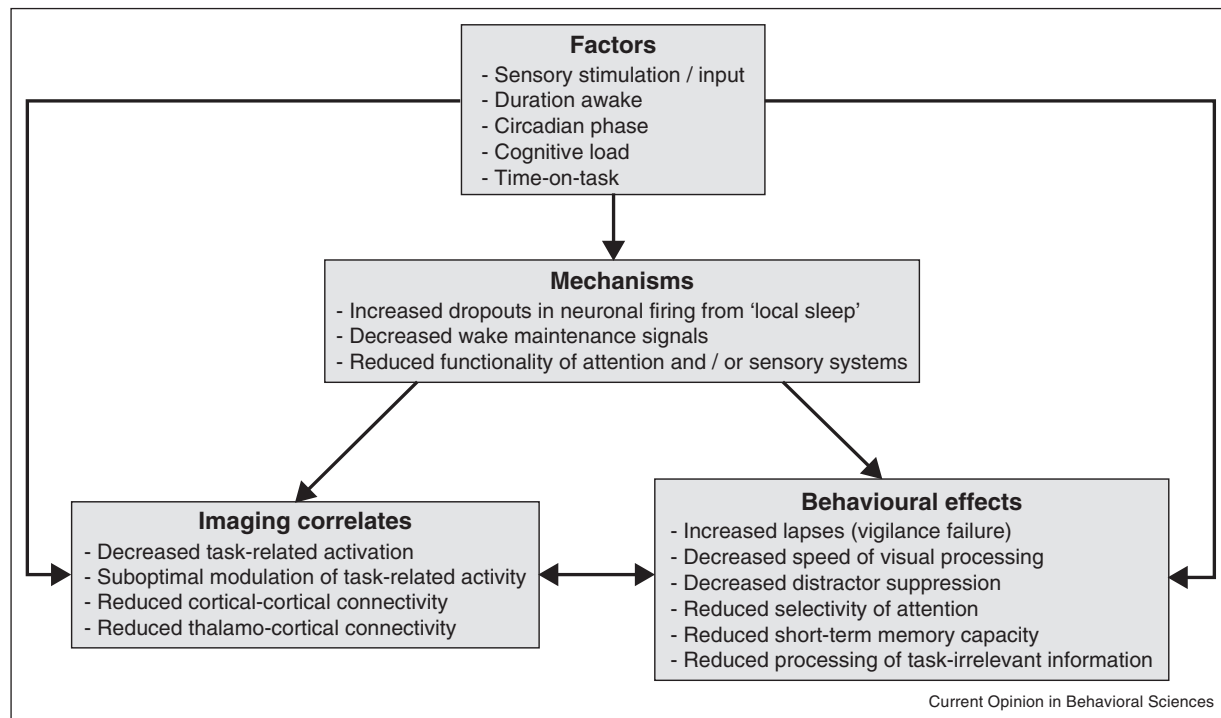 Factors
- Sensory stimulation / input
- Duration awake
- Circadian phase
- Cognitive load
- Time-on-task
Mechanisms
- Increased dropouts in neuronal firing from ‘local sleep’
- Decreased wake maintenance signals
- Reduced functionality of attention and / or sensory systems
Imaging correlates
- Decreased task-related activation
- Suboptimal modulation of task-related activity
- Reduced cortical-cortical connectivity
- Reduced thalamo-cortical connectivity
Behavioural effects
- Increased lapses (vigilance failure)
- Decreased speed of visual processing
- Decreased distractor suppression
- Reduced selectivity of attention
- Reduced short-term memory capacity
- Reduced processing of task-irrelevant information
Current Opinion in Behavioral Sciences